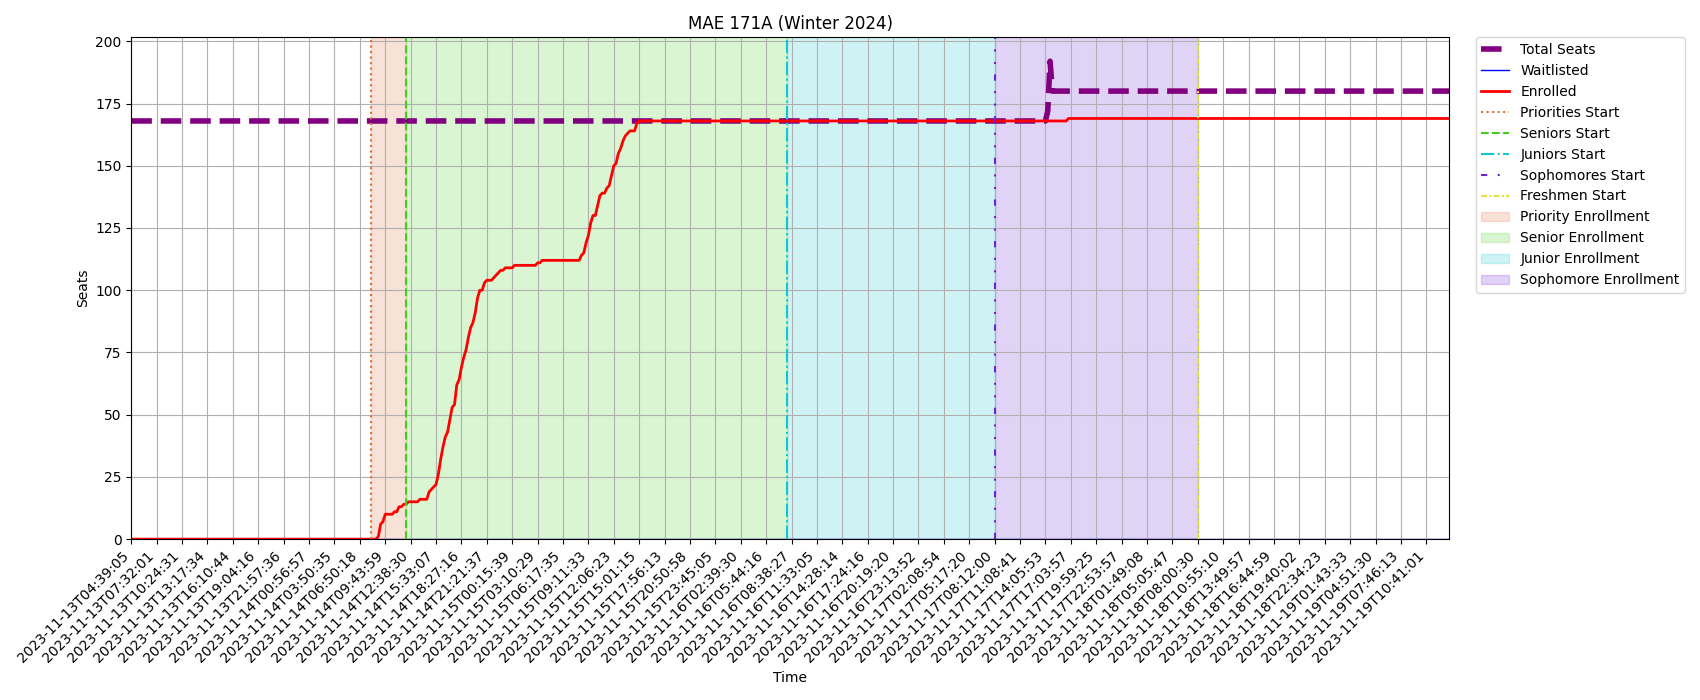 MAE 171A (Winter 2024)
200
175
150
125
100
75
50
25
0
Seats
2023-11-13T04:39:05
2023-11-13T07:32:01
2023-11-13T10:24:31
2023-11-13T13:17:34
2023-11-13T16:10:44
2023-11-13T19:04:16
2023-11-13T21:57:36
2023-11-14T00:56:57
2023-11-14T03:50:35
2023-11-14T06:50:18
2023-11-14T09:43:59
2023-11-14T12:38:30
2023-11-14T15:33:07
2023-11-14T18:27:16
2023-11-14T21:21:37
2023-11-15T00:15:39
2023-11-15T03:10:29
2023-11-15T06:17:35
2023-11-15T09:11:33
2023-11-15T12:06:23
2023-11-15T15:01:15
2023-11-15T17:56:13
2023-11-15T20:50:58
2023-11-15T23:45:05
2023-11-16T02:39:30
2023-11-16T05:44:16
2023-11-16T08:38:27
2023-11-16T11:33:05
2023-11-16T14:28:14
2023-11-16T17:24:16
2023-11-16T20:19:20
2023-11-16T23:13:52
2023-11-17T02:08:54
2023-11-17T05:17:20
2023-11-17T08:12:00
2023-11-17T11:08:41
2023-11-17T14:05:53
2023-11-17T17:03:57
2023-11-17T19:59:25
2023-11-17T22:53:57
2023-11-18T01:49:08
2023-11-18T05:05:47
2023-11-18T08:00:30
2023-11-18T10:55:10
2023-11-18T13:49:57
2023-11-18T16:44:59
2023-11-18T19:40:02
2023-11-18T22:34:23
2023-11-19T01:43:33
2023-11-19T04:51:30
2023-11-19T07:46:13
2023-11-19T10:41:01
Time
Total Seats
Waitlisted
Enrolled
Priorities Start
Seniors Start
Juniors Start
Sophomores Start
Freshmen Start
Priority Enrollment
Senior Enrollment
Junior Enrollment
Sophomore Enrollment